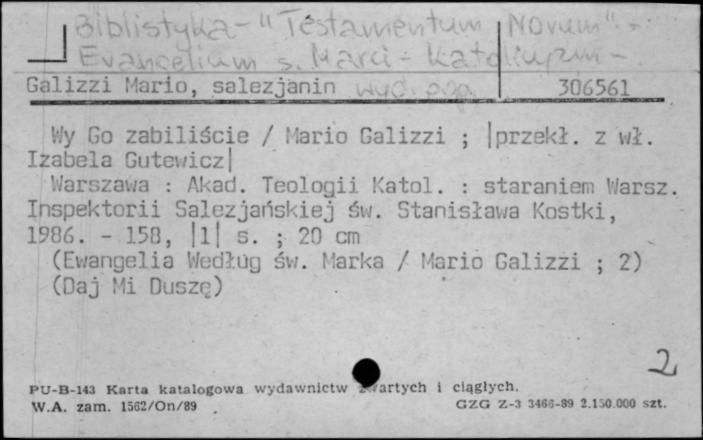 Biblistyka - "Testamentum Novum". -
Evangelium s. Marci - Katolicyzm -
Galizzi Mario, salezjanin wyd. pop. 306561
Wy Go zabiliście / Mario Galizzi ; |przekł. z wł.
Izabela Gutewicz|
Warszawa : Akad. Teologii Katol. : staraniem Warsz.
Inspektorii Salezjańskiej św. Stanisława Kostki,
1986. - 158, |1| s. ; 20 cm
(Ewangelia Według św. Marka / Mario Galizzi ; 2)
(Daj Mi Duszę)
2
PU-B-143 Karta katalogowa wydawnictw zwartych i ciągłych.
W.A. zam. 1562/On/89 GZG Z-3 3466-89 2.150.000 szt.